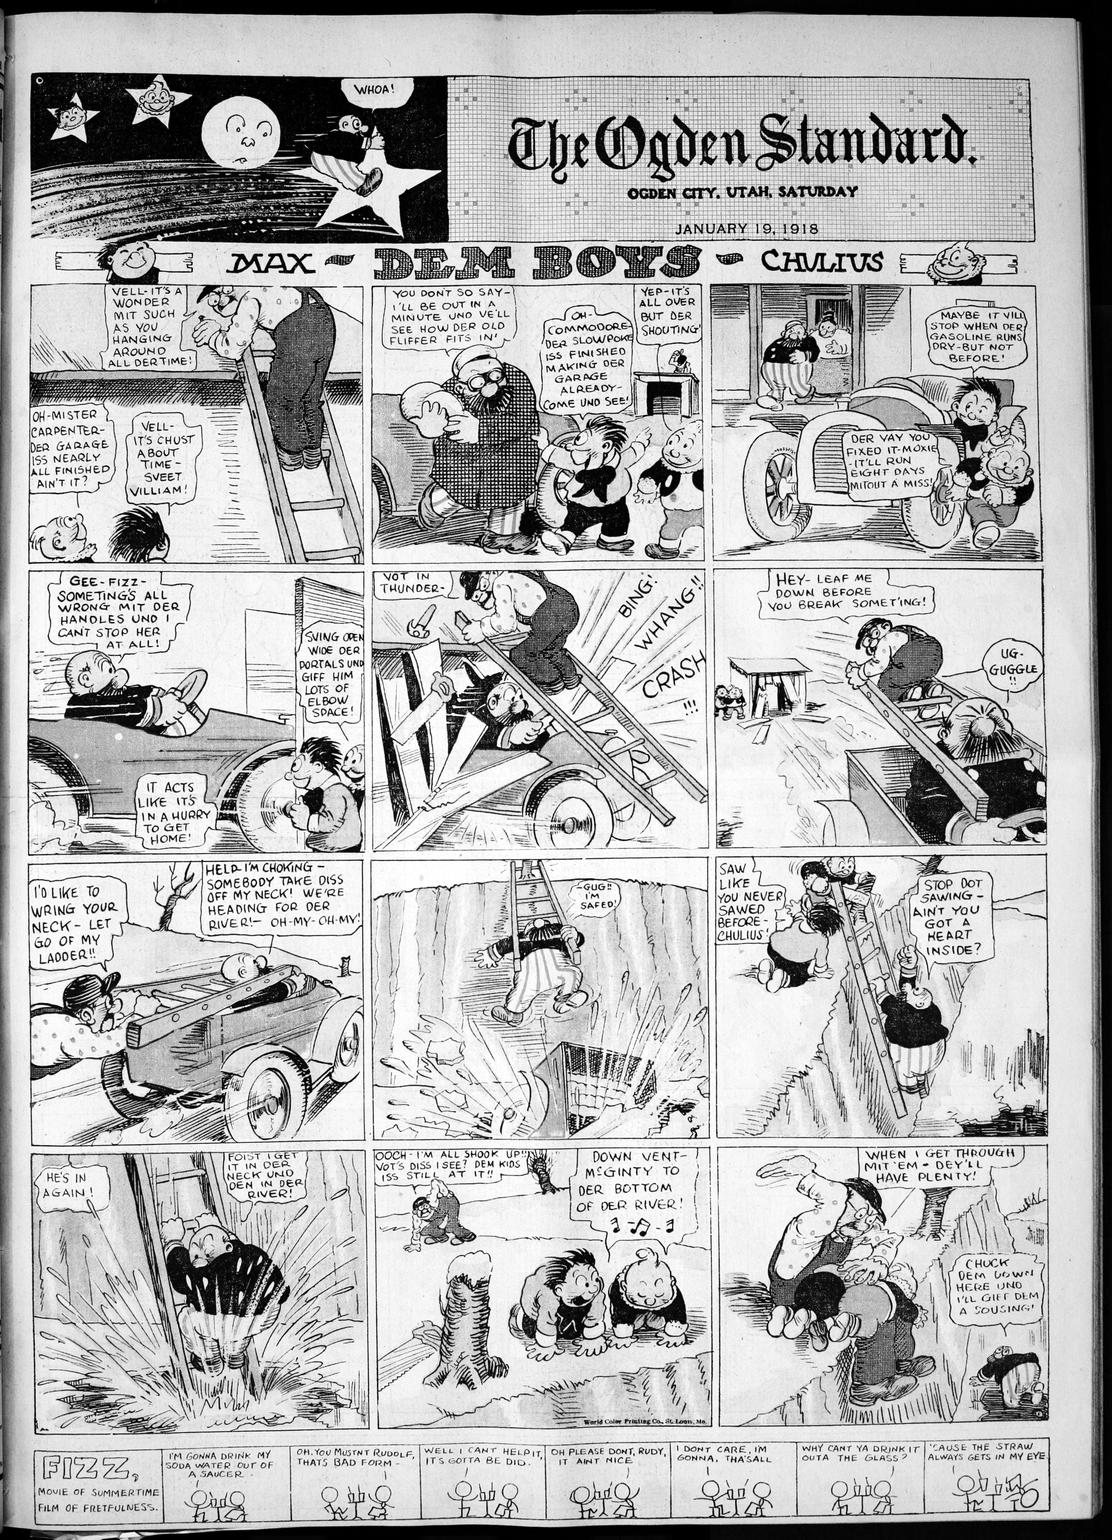 WHOA!
The Ogden Standard.
OGDEN CITY, UTAH, SATURDAY
JANUARY 19, 1918
MAX - DEM BOYS - CHULIUS
VELL-IT'S A
WONDER
MIT SUCH
AS YOU
HANGING
AROUND
ALL DER TIME!
OH-MISTER
CARPENTER-
DER GARAGE
ISS NEARLY
ALL FINISHED
AIN'T IT?
VELL-
IT'S CHUST
ABOUT
TIME-
SVEET
VILLIAM!
YOU DON'T SO SAY-
I'LL BE OUT IN A
MINUTE UND VE'LL
SEE HOW DER OLD
FLIFFER FITS IN'
OH-
COMMODORE-
DER SLOWPOKE
ISS FINISHED
MAKING DER
GARAGE
ALREADY-
COME UND SEE!
YEP-IT'S
ALL OVER
BUT DER
SHOUTING!
MAYBE IT VILL
STOP WHEN DER
GASOLINE RUNS
DRY-BUT NOT
BEFORE!
DER VAY YOU
FIXED IT-MOXIE
-IT'LL RUN
EIGHT DAYS
MITOUT A MISS!
GEE-FIZZ-
SOMETING'S ALL
WRONG MIT DER
HANDLES UND I
CAN'T STOP HER
AT ALL!
SVING OPEN
WIDE DER
PORTALS UND
GIFF HIM
LOTS OF
ELBOW
SPACE!
IT ACTS
LIKE IT'S
IN A HURRY
TO GET
HOME!
VOT IN
THUNDER-
BING!
WHANG!!
CRASH
!!!
HEY- LEAF ME
DOWN BEFORE
YOU BREAK SOMET'ING!
UG-
GUGGLE
!!
I'D LIKE TO
WRING YOUR
NECK- LET
GO OF MY
LADDER!!
HELP-I'M CHOKING-
SOMEBODY TAKE DISS
OFF MY NECK! WE'RE
HEADING FOR DER
RIVER!- OH-MY-OH-MY!
-GUG!!
I'M
SAFED!
SAW
LIKE
YOU NEVER
SAWED
BEFORE-
CHULIUS!
STOP DOT
SAWING-
AIN'T YOU
GOT A
HEART
INSIDE?
HE'S IN
AGAIN!
FOIST I GET
IT IN DER
NECK UND
DEN IN DER
RIVER!
OOCH-I'M ALL SHOOK UP!!
VOT'S DISS I SEE? DEM KIDS
ISS STILL AT IT!!
DOWN VENT-
McGINTY TO
DER BOTTOM
OF DER RIVER!
World Color Printing Co., St. Louis, Mo.
WHEN I GET THROUGH
MIT 'EM- DEY'LL
HAVE PLENTY!
CHUCK
DEM DOWN
HERE UND
I'LL GIFF DEM
A SOUSING!
FIZZ,
MOVIE OF SUMMERTIME
FILM OF FRETFULNESS.
I'M GONNA DRINK MY
SODA WATER OUT OF
A SAUCER.
OH, YOU MUSTNT RUDOLF,
THATS BAD FORM-
WELL I CANT HELP IT,
IT'S GOTTA BE DID.
OH PLEASE DONT, RUDY,
IT AINT NICE
I DONT CARE, IM
GONNA, THA'SALL
WHY CANT YA DRINK IT
OUTA THE GLASS?
'CAUSE THE STRAW
ALWAYS GETS IN MY EYE